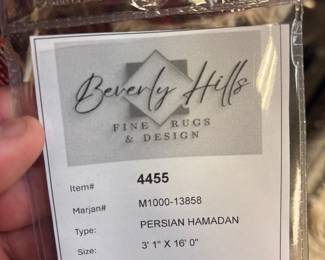 Beverly Hills
FINE RUGS
& DESIGN
Item# 4455
Marjan# M1000-13858
Type: PERSIAN HAMADAN
Size: 3' 1" X 16' 0"